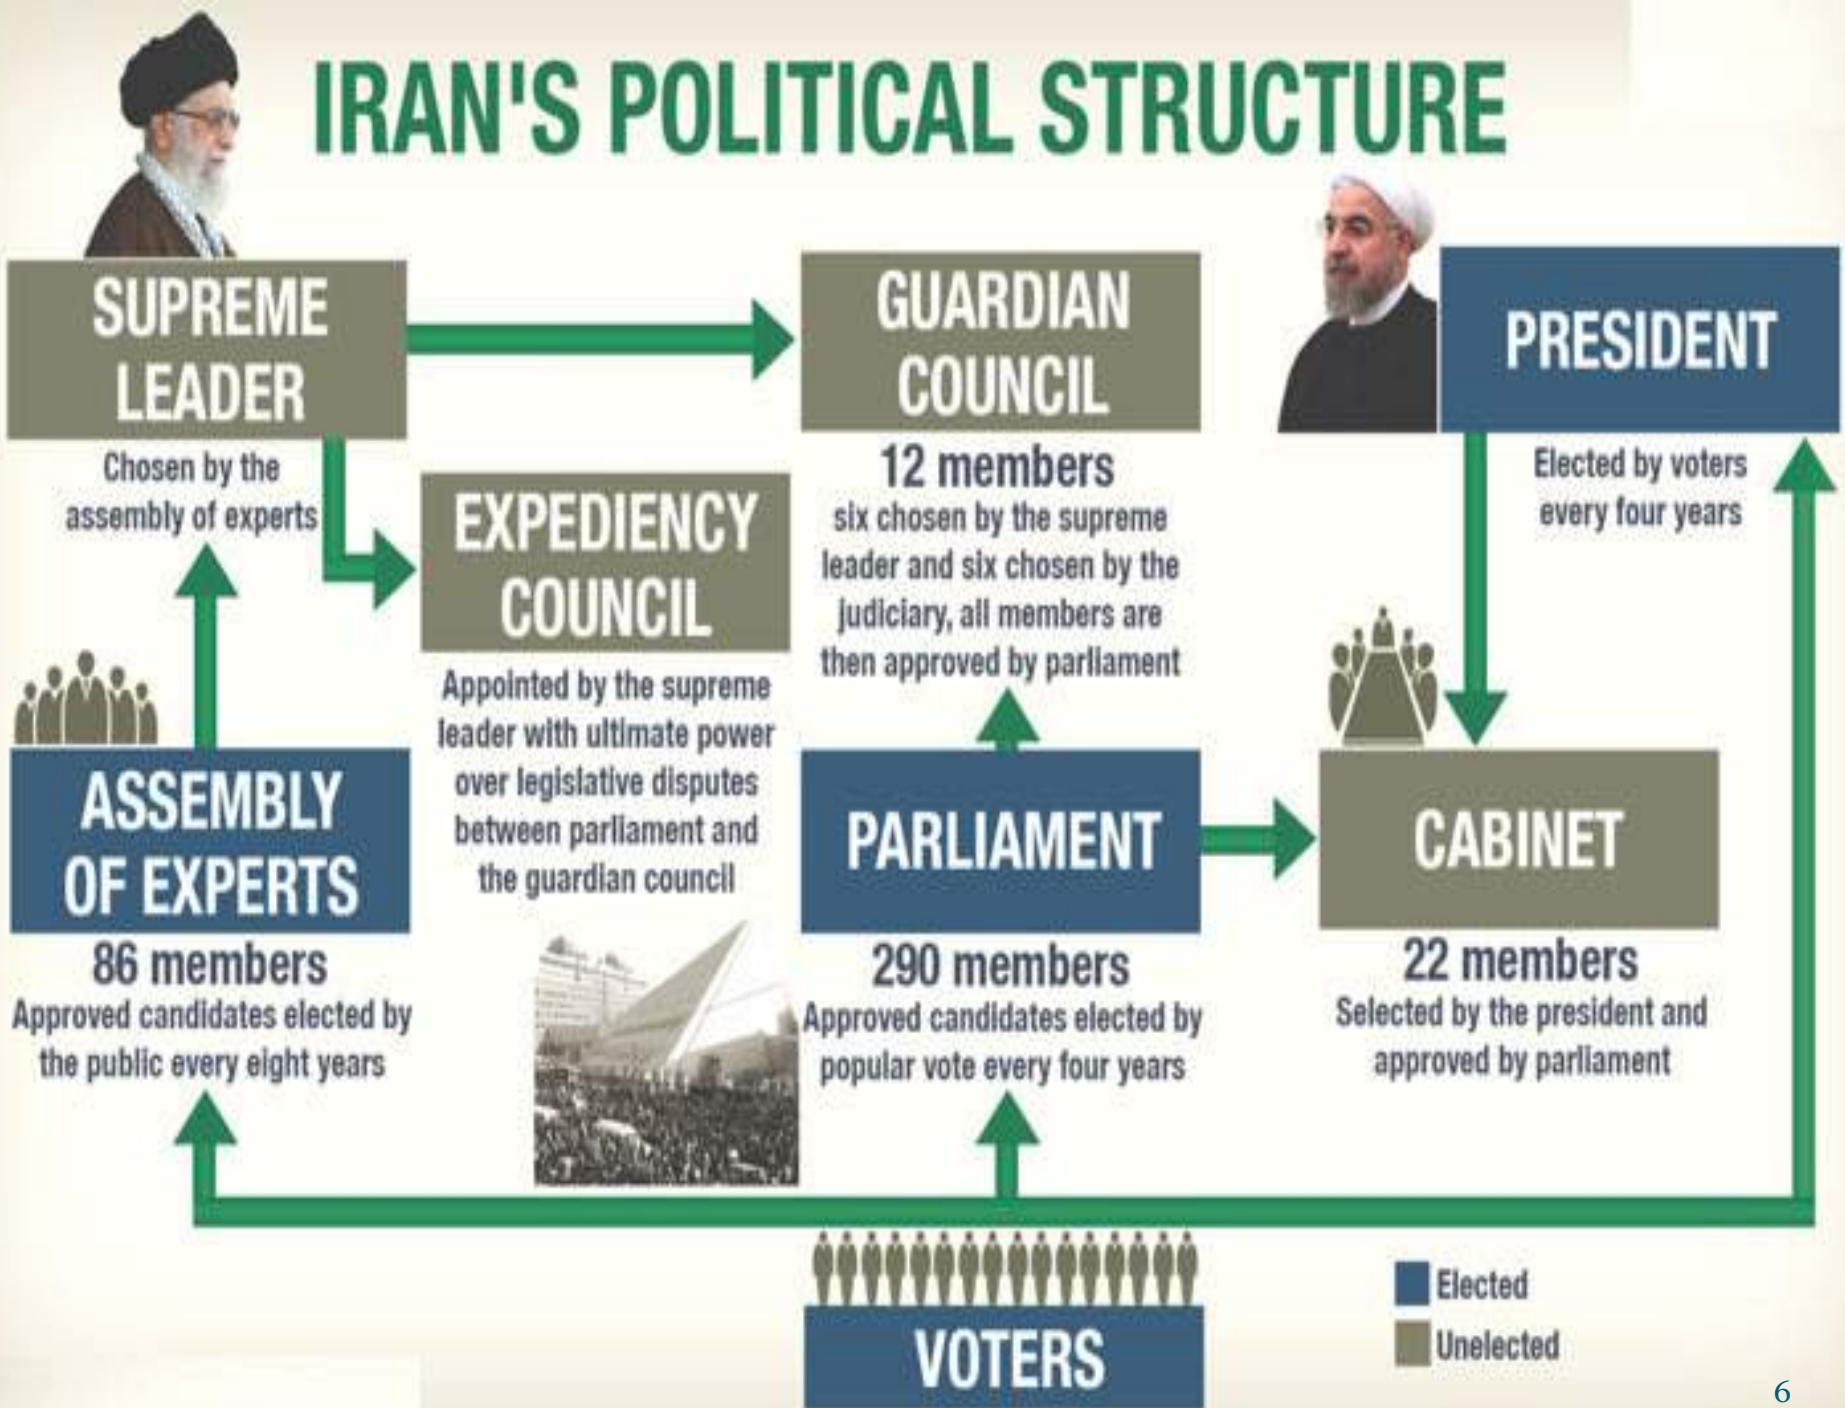 IRAN'S POLITICAL STRUCTURE
SUPREME
LEADER
Chosen by the
assembly of experts
EXPEDIENCY
COUNCIL
Appointed by the supreme
leader with ultimate power
over legislative disputes
between parliament and
the guardian council
GUARDIAN
COUNCIL
12 members
six chosen by the supreme
leader and six chosen by the
judiciary, all members are
then approved by parliament
PRESIDENT
Elected by voters
every four years
ASSEMBLY
OF EXPERTS
86 members
Approved candidates elected by
the public every eight years
PARLIAMENT
290 members
Approved candidates elected by
popular vote every four years
CABINET
22 members
Selected by the president and
approved by parliament
VOTERS
Elected
Unelected
6